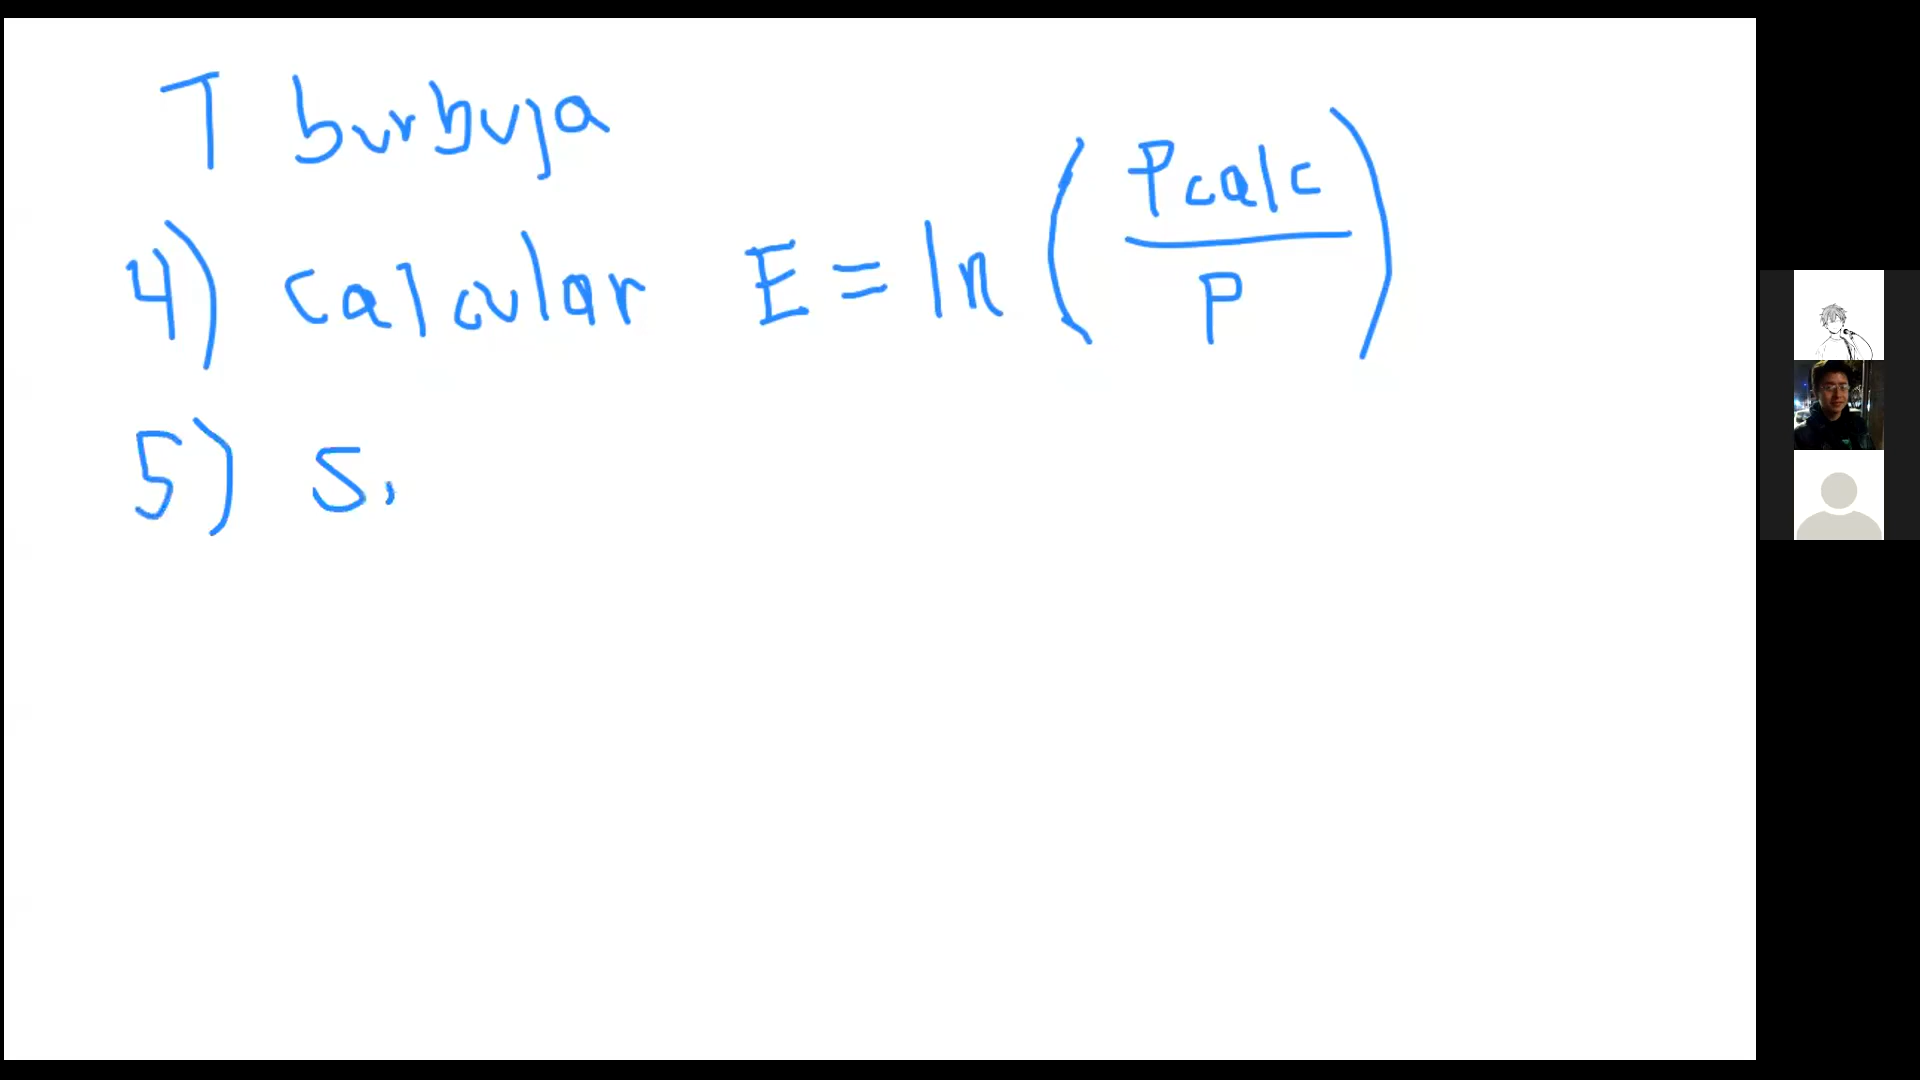 T burbuja
4) calcular E = ln ( Pcalc / P )
5) S,